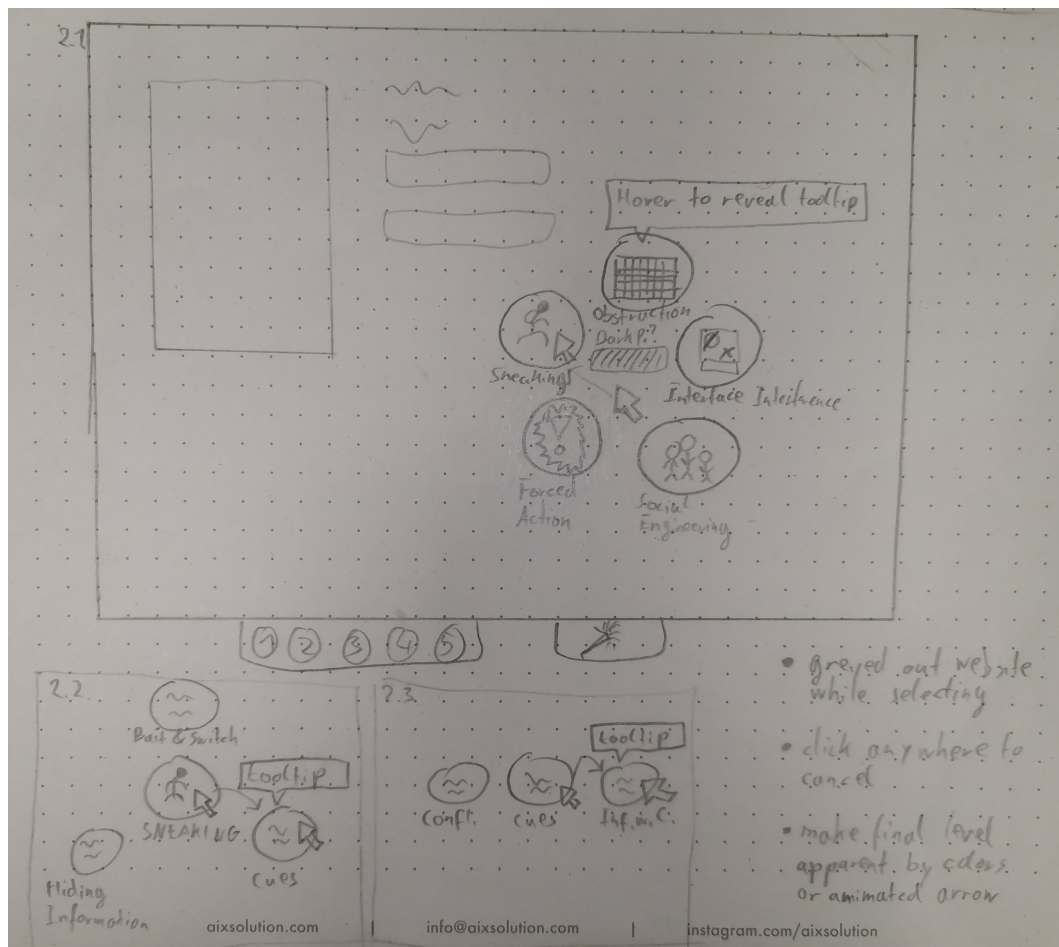 2.1
Hover to reveal tooltip
Obstruction
Dark P.?
Sneaking
Interface Interference
Forced
Action
Social
Engineering
1 2 3 4 5
2.2.
Bait & Switch
tooltip
SNEAKING
Cues
Hiding
Information
2.3.
tooltip
Confl.
Cues
Inf. w. C.
• greyed out website
while selecting
• click anywhere to
cancel
• make final level
apparent by colors
or animated arrow
aixsolution.com | info@aixsolution.com | instagram.com/aixsolution